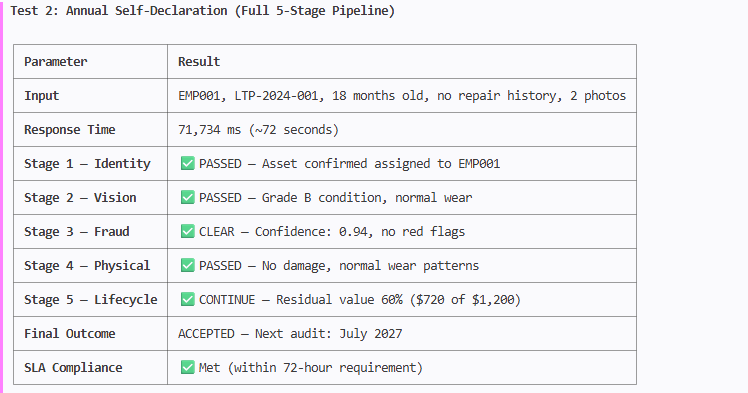 Test 2: Annual Self-Declaration (Full 5-Stage Pipeline)
Parameter Result
Input EMP001, LTP-2024-001, 18 months old, no repair history, 2 photos
Response Time 71,734 ms (~72 seconds)
Stage 1 — Identity ✅ PASSED — Asset confirmed assigned to EMP001
Stage 2 — Vision ✅ PASSED — Grade B condition, normal wear
Stage 3 — Fraud ✅ CLEAR — Confidence: 0.94, no red flags
Stage 4 — Physical ✅ PASSED — No damage, normal wear patterns
Stage 5 — Lifecycle ✅ CONTINUE — Residual value 60% ($720 of $1,200)
Final Outcome ACCEPTED — Next audit: July 2027
SLA Compliance ✅ Met (within 72-hour requirement)